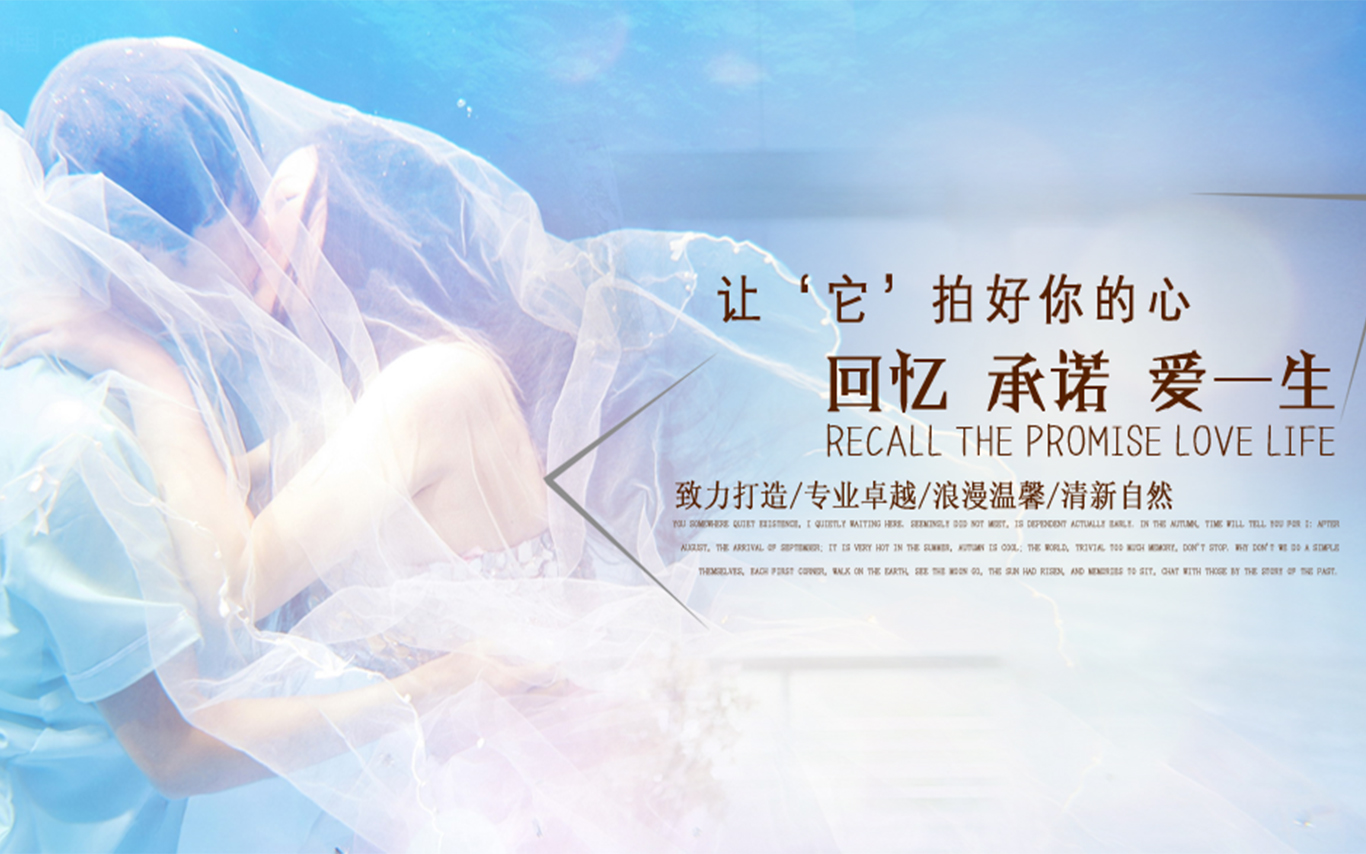 让‘它’拍好你的心
回忆 承诺 爱一生
RECALL THE PROMISE LOVE LIFE
致力打造/专业卓越/浪漫温馨/清新自然
YOU SOMEWHERE QUIET EXISTENCE, I QUIETLY WAITING HERE. SEEMINGLY DID NOT MEET, IS DEPENDENT ACTUALLY EARLY. IN THE AUTUMN, TIME WILL TELL YOU FOR I: AFTER
AUGUST, THE ARRIVAL OF SEPTEMBER; IT IS VERY HOT IN THE SUMMER, AUTUMN IS COOL; THE WORLD, TRIVIAL TOO MUCH MEMORY, DON'T STOP. WHY DON'T WE DO A SIMPLE
THEMSELVES, EACH FIRST CORNER, WALK ON THE EARTH, SEE THE MOON GO, THE SUN HAD RISEN, AND MEMORIES TO SIT, CHAT WITH THOSE BY THE STORY OF THE PAST.